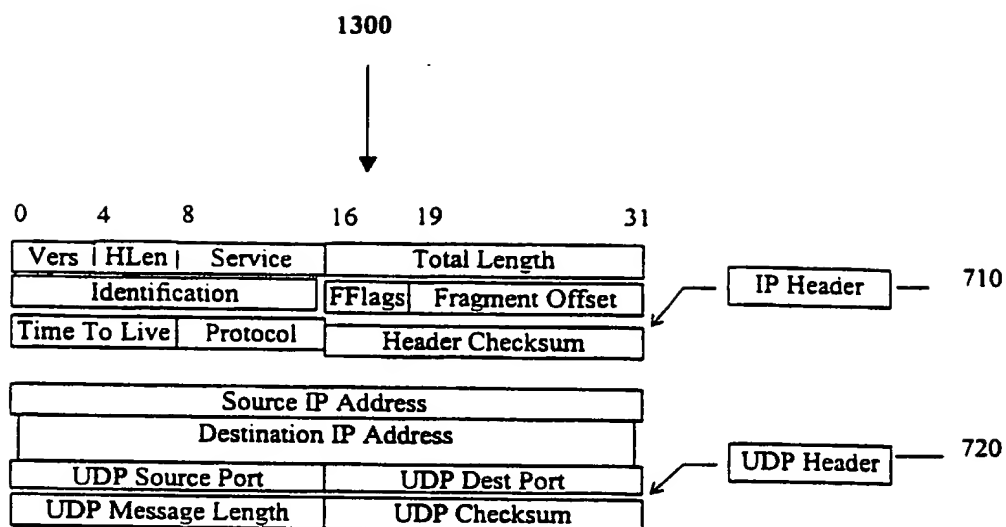 1300
0 4 8 16 19 31
Vers HLen Service Total Length
Identification FFlags Fragment Offset IP Header 710
Time To Live Protocol Header Checksum
Source IP Address
Destination IP Address
UDP Source Port UDP Dest Port UDP Header 720
UDP Message Length UDP Checksum